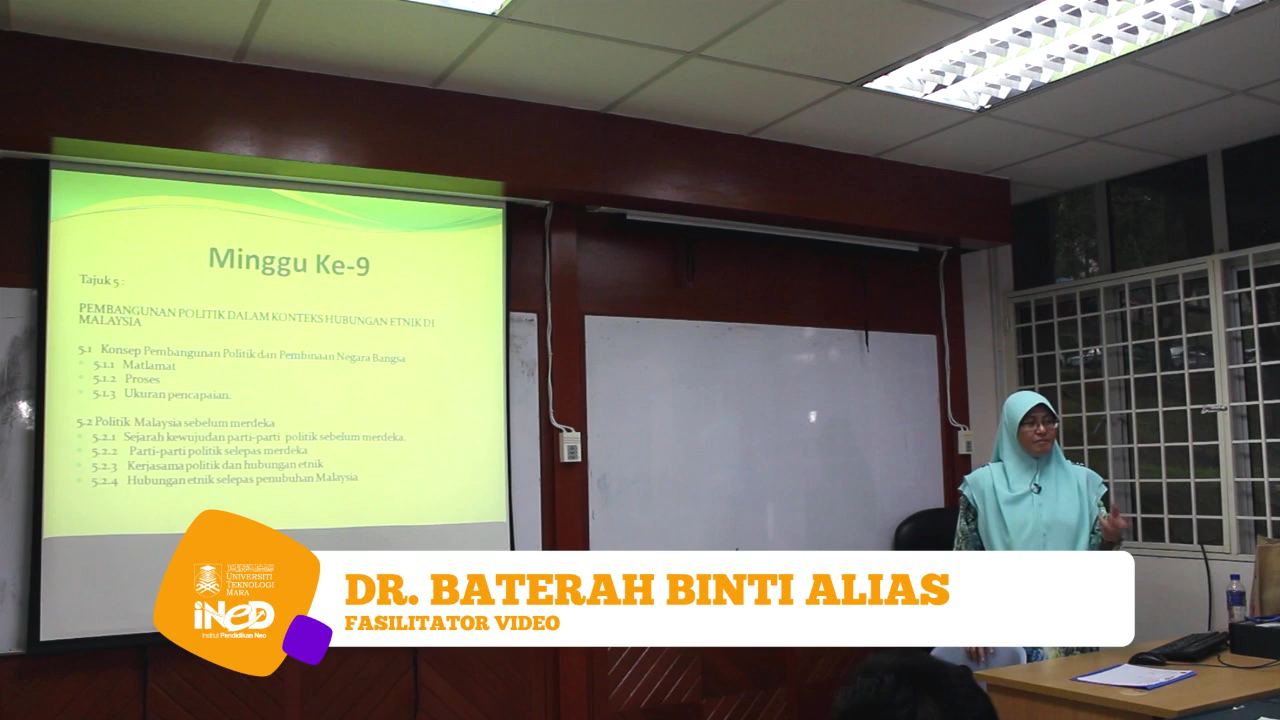 Minggu Ke-9
Tajuk 5 :
PEMBANGUNAN POLITIK DALAM KONTEKS HUBUNGAN ETNIK DI
MALAYSIA
5.1 Konsep Pembangunan Politik dan Pembinaan Negara Bangsa
5.1.1 Matlamat
5.1.2 Proses
5.1.3 Ukuran pencapaian.
5.2 Politik Malaysia sebelum merdeka
5.2.1 Sejarah kewujudan parti-parti politik sebelum merdeka.
5.2.2 Parti-parti politik selepas merdeka
5.2.3 Kerjasama politik dan hubungan etnik
5.2.4 Hubungan etnik selepas penubuhan Malaysia
UNIVERSITI
TEKNOLOGI
MARA
iNED
Institut Pendidikan Neo
DR. BATERAH BINTI ALIAS
FASILITATOR VIDEO